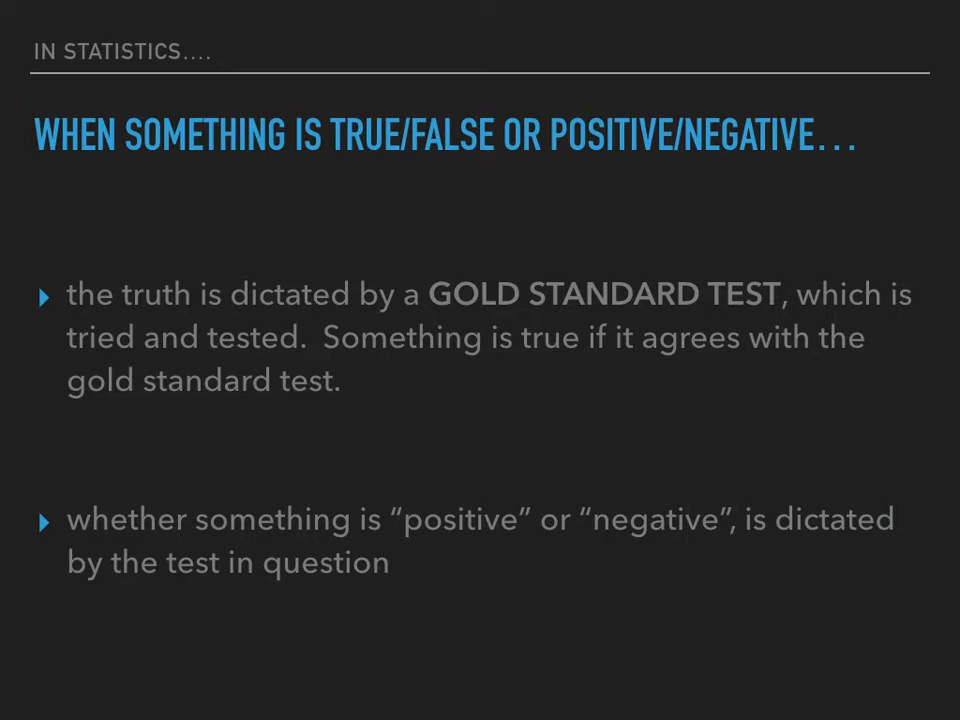 IN STATISTICS....
WHEN SOMETHING IS TRUE/FALSE OR POSITIVE/NEGATIVE...
▸ the truth is dictated by a GOLD STANDARD TEST, which is
tried and tested.  Something is true if it agrees with the
gold standard test.
▸ whether something is “positive” or “negative”, is dictated
by the test in question